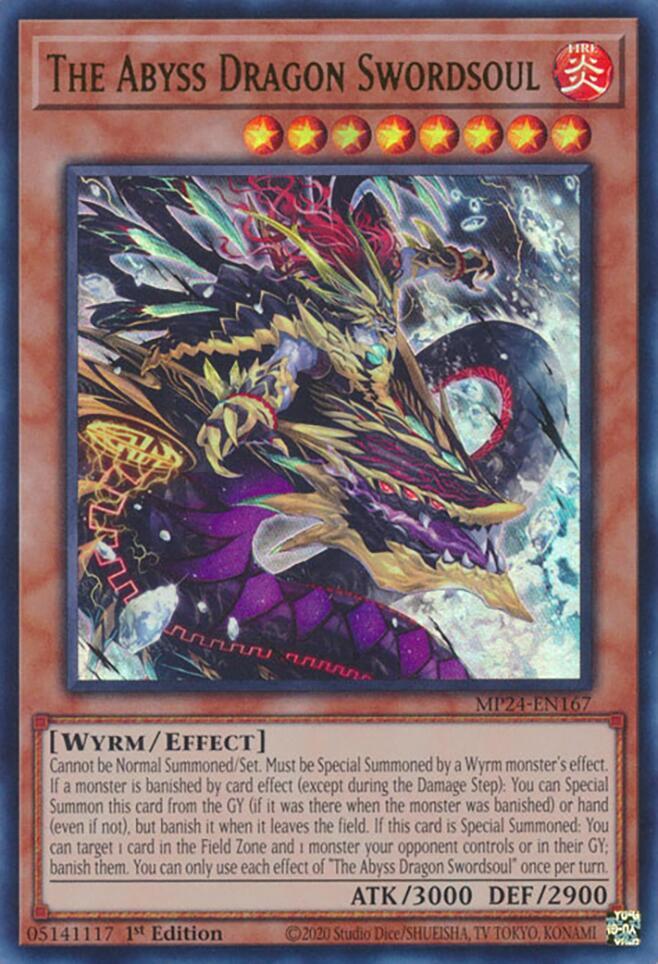 THE ABYSS DRAGON SWORDSOUL
FIRE
炎
MP24-EN167
[WYRM/EFFECT]
Cannot be Normal Summoned/Set. Must be Special Summoned by a Wyrm monster's effect.
If a monster is banished by card effect (except during the Damage Step): You can Special
Summon this card from the GY (if it was there when the monster was banished) or hand
(even if not), but banish it when it leaves the field. If this card is Special Summoned: You
can target 1 card in the Field Zone and 1 monster your opponent controls or in their GY;
banish them. You can only use each effect of "The Abyss Dragon Swordsoul" once per turn.
ATK/3000 DEF/2900
05141117 1st Edition ©2020 Studio Dice/SHUEISHA, TV TOKYO, KONAMI